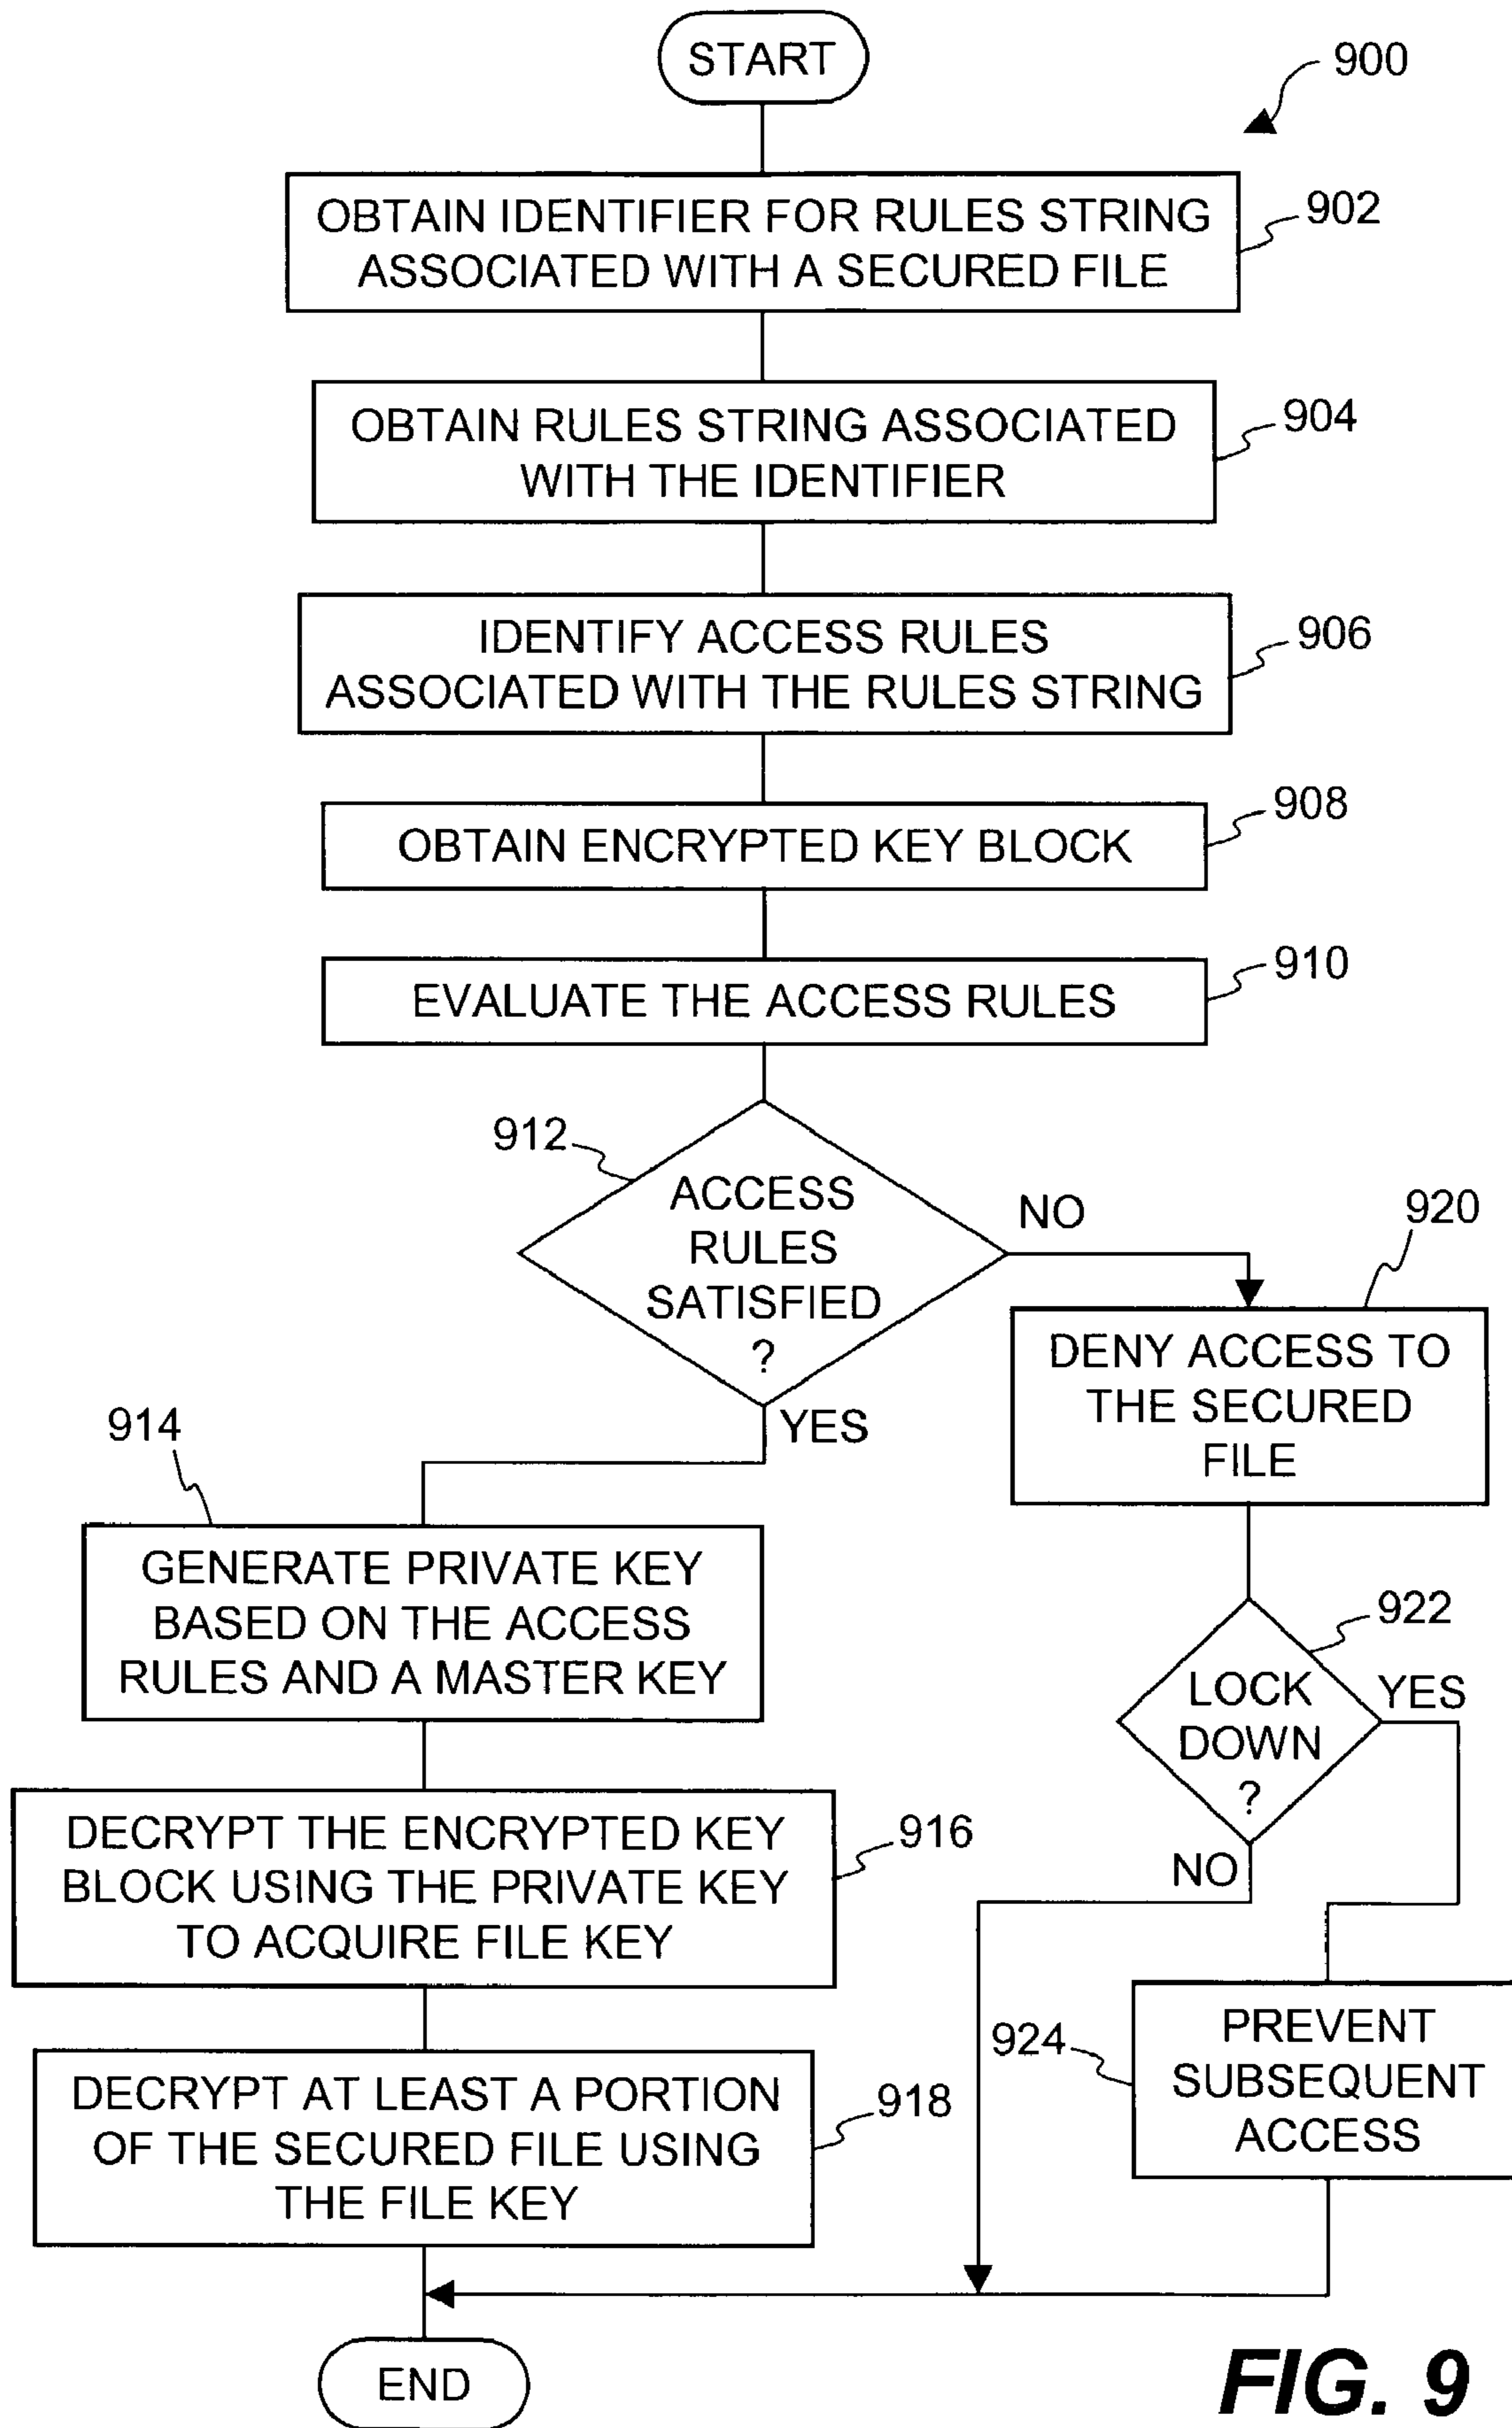 START
900
OBTAIN IDENTIFIER FOR RULES STRING
ASSOCIATED WITH A SECURED FILE
902
OBTAIN RULES STRING ASSOCIATED
WITH THE IDENTIFIER
904
IDENTIFY ACCESS RULES
ASSOCIATED WITH THE RULES STRING
906
OBTAIN ENCRYPTED KEY BLOCK
908
EVALUATE THE ACCESS RULES
910
912
ACCESS
RULES
SATISFIED
?
NO
YES
920
DENY ACCESS TO
THE SECURED
FILE
914
GENERATE PRIVATE KEY
BASED ON THE ACCESS
RULES AND A MASTER KEY
922
LOCK
DOWN
?
YES
NO
DECRYPT THE ENCRYPTED KEY
BLOCK USING THE PRIVATE KEY
TO ACQUIRE FILE KEY
916
924
PREVENT
SUBSEQUENT
ACCESS
DECRYPT AT LEAST A PORTION
OF THE SECURED FILE USING
THE FILE KEY
918
END
FIG. 9